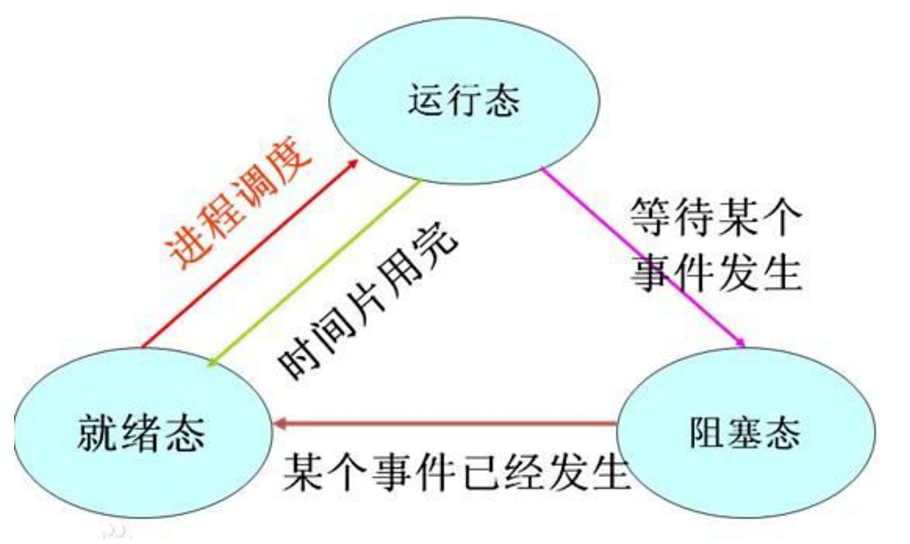 运行态
进程调度
时间片用完
等待某个
事件发生
就绪态
阻塞态
某个事件已经发生